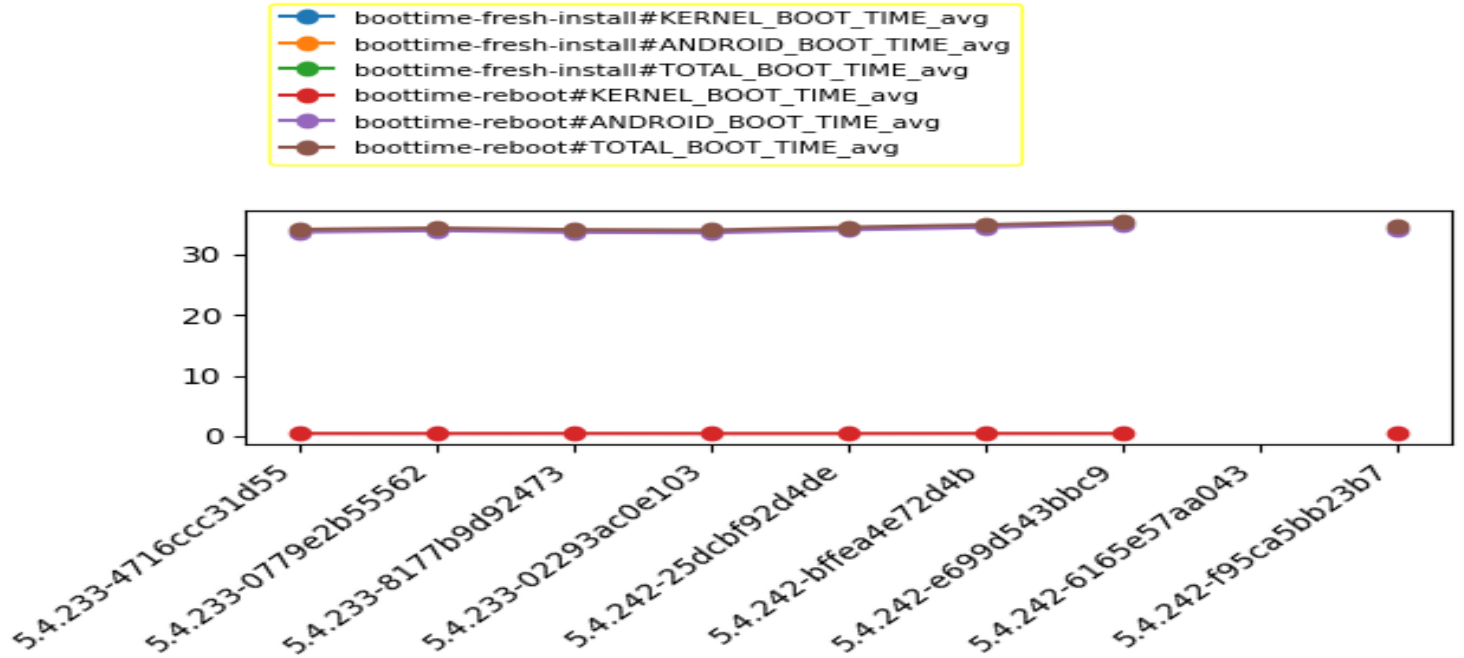 boottime-fresh-install#KERNEL_BOOT_TIME_avg
boottime-fresh-install#ANDROID_BOOT_TIME_avg
boottime-fresh-install#TOTAL_BOOT_TIME_avg
boottime-reboot#KERNEL_BOOT_TIME_avg
boottime-reboot#ANDROID_BOOT_TIME_avg
boottime-reboot#TOTAL_BOOT_TIME_avg
30
20
10
0
5.4.233-4716ccc31d55
5.4.233-0779e2b55562
5.4.233-8177b9d92473
5.4.233-02293ac0e103
5.4.242-25dcbf92d4de
5.4.242-bffea4e72d4b
5.4.242-e699d543bbc9
5.4.242-6165e57aa043
5.4.242-f95ca5bb23b7